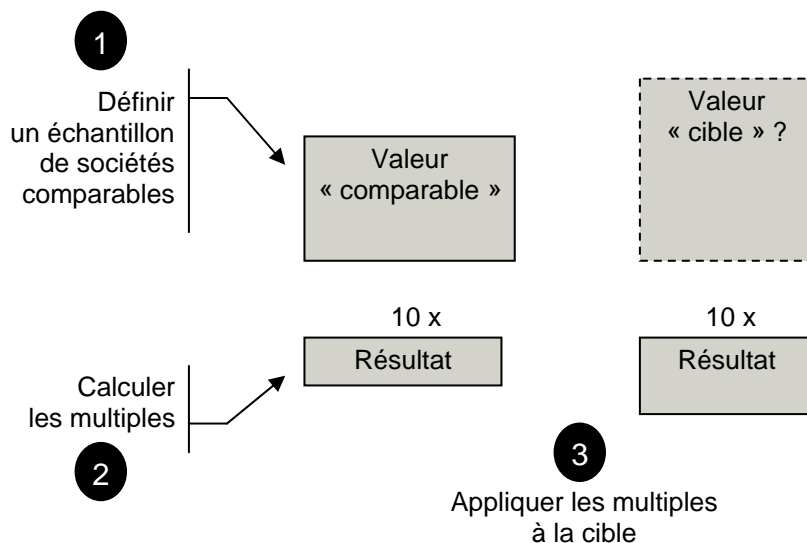 1
Définir
un échantillon
de sociétés
comparables
Valeur
« comparable »
Valeur
« cible » ?
10 x
Résultat
10 x
Résultat
Calculer
les multiples
2
3
Appliquer les multiples
à la cible